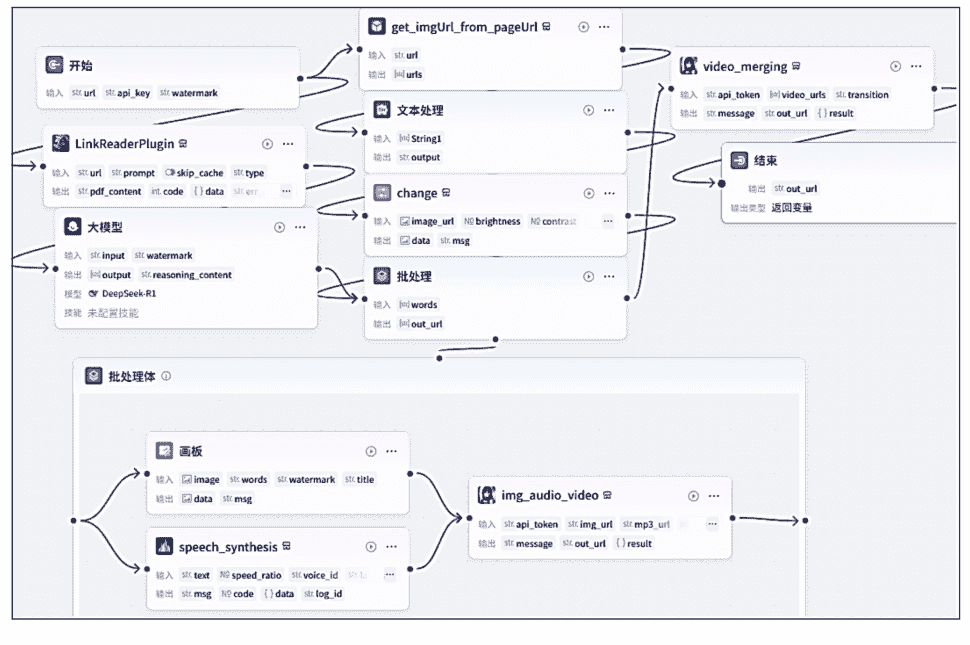 开始
输入 str. url str. api_key str. watermark
LinkReaderPlugin
输入 str. url str. prompt skip_cache str. type
输出 str. pdf_content int. code { } data str. err ...
大模型
输入 str. input str. watermark
输出 [str] output str. reasoning_content
模型 DeepSeek-R1
技能 未配置技能
get_imgUrl_from_pageUrl
输入 str. url
输出 [str] urls
文本处理
输入 [str] String1
输出 str. output
change
输入 image_url No brightness No contrast ...
输出 data str. msg
批处理
输入 [str] words
输出 [str] out_url
video_merging
输入 str. api_token [str] video_urls str. transition
输出 str. message str. out_url { } result
结束
输出 str. out_url
输出类型 返回变量
批处理体
画板
输入 image str. words str. watermark str. title
输出 data str. msg
speech_synthesis
输入 str. text No speed_ratio str. voice_id ...
输出 str. msg No code { } data str. log_id
img_audio_video
输入 str. api_token str. img_url str. mp3_url ...
输出 str. message str. out_url { } result